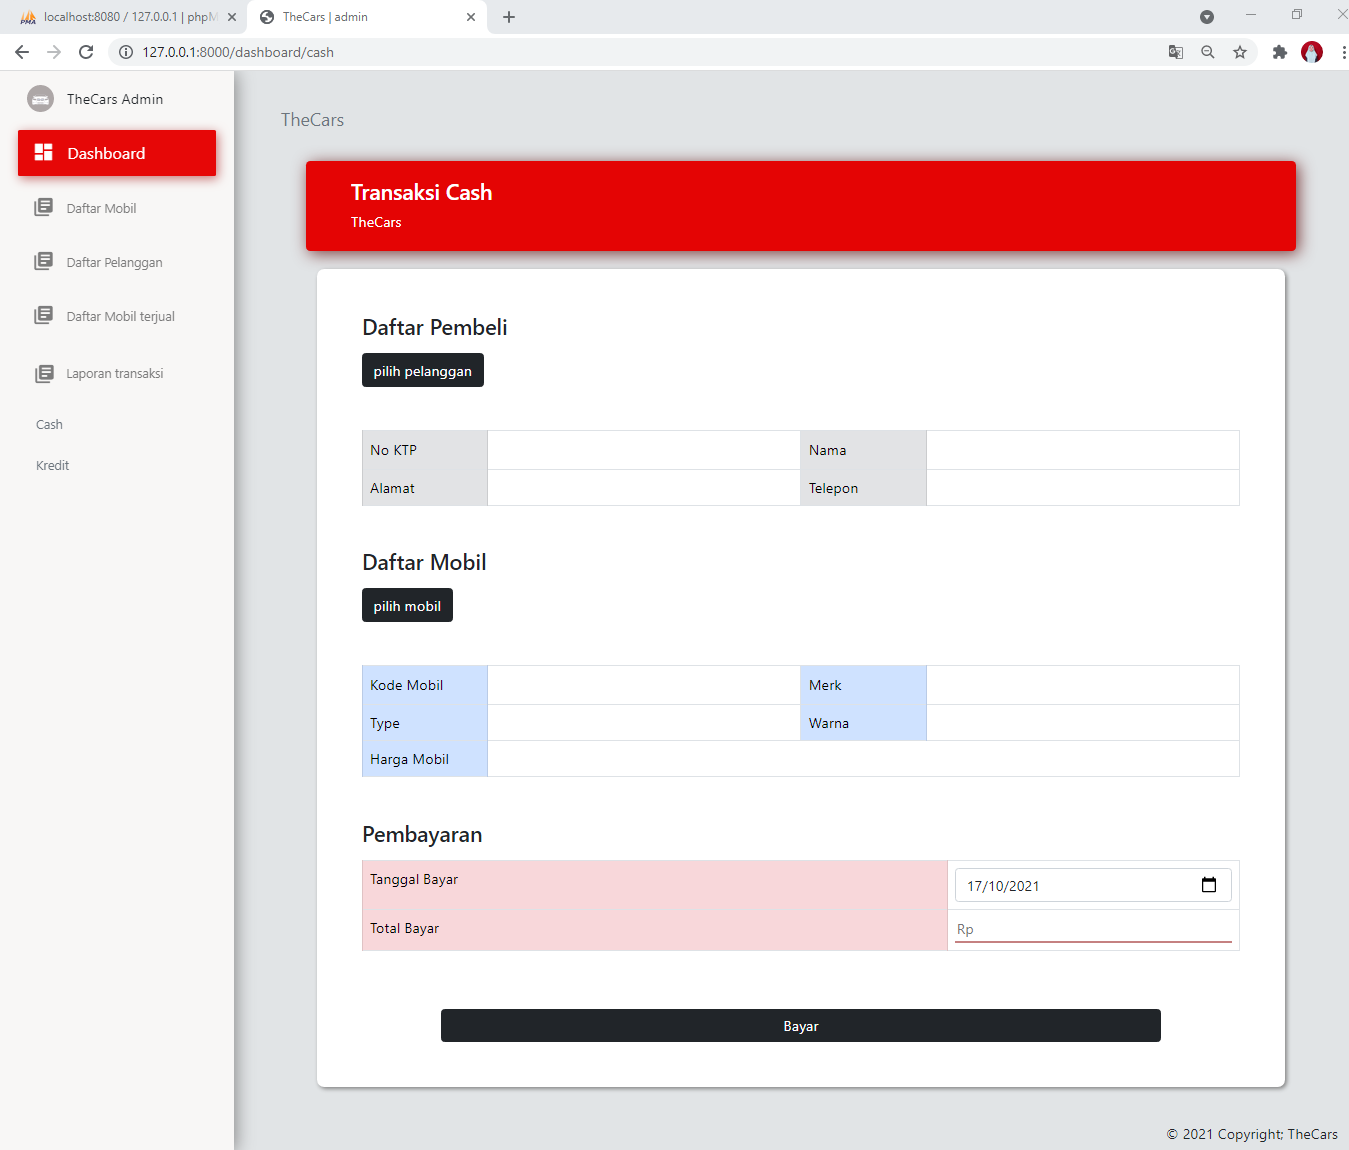 localhost:8080 / 127.0.0.1 | phpM
TheCars | admin
127.0.0.1:8000/dashboard/cash
TheCars Admin
Dashboard
Daftar Mobil
Daftar Pelanggan
Daftar Mobil terjual
Laporan transaksi
Cash
Kredit
TheCars
Transaksi Cash
TheCars
Daftar Pembeli
pilih pelanggan
No KTP Nama
Alamat Telepon
Daftar Mobil
pilih mobil
Kode Mobil Merk
Type Warna
Harga Mobil
Pembayaran
Tanggal Bayar 17/10/2021
Total Bayar Rp
Bayar
© 2021 Copyright; TheCars